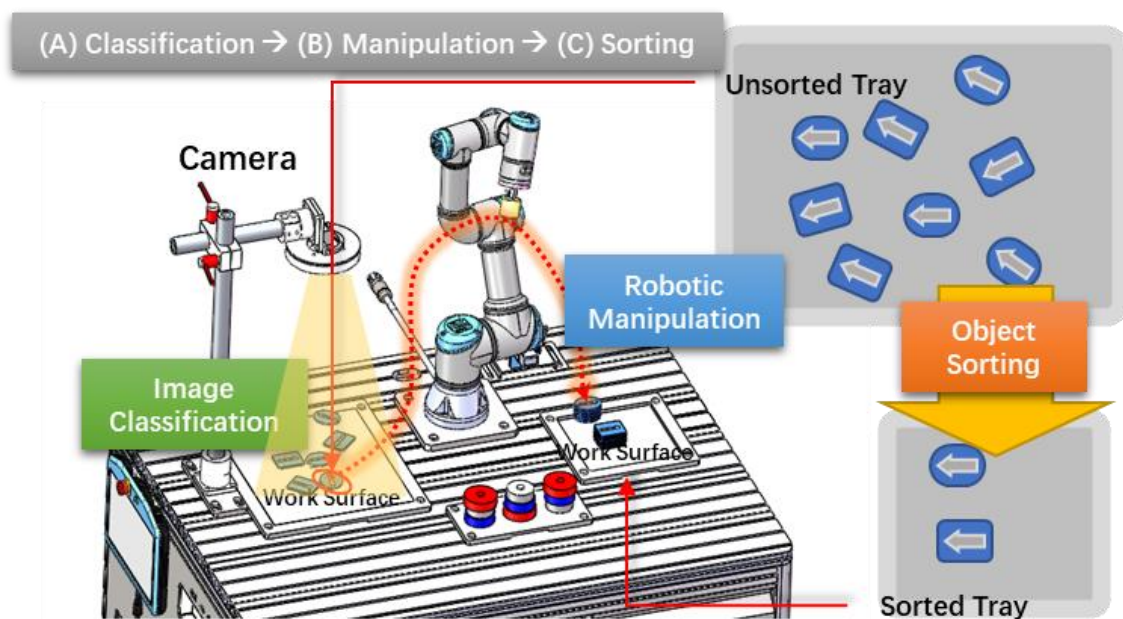 (A) Classification → (B) Manipulation → (C) Sorting
Unsorted Tray
Camera
Robotic
Manipulation
Object
Sorting
Image
Classification
Work Surface
Work Surface
Sorted Tray